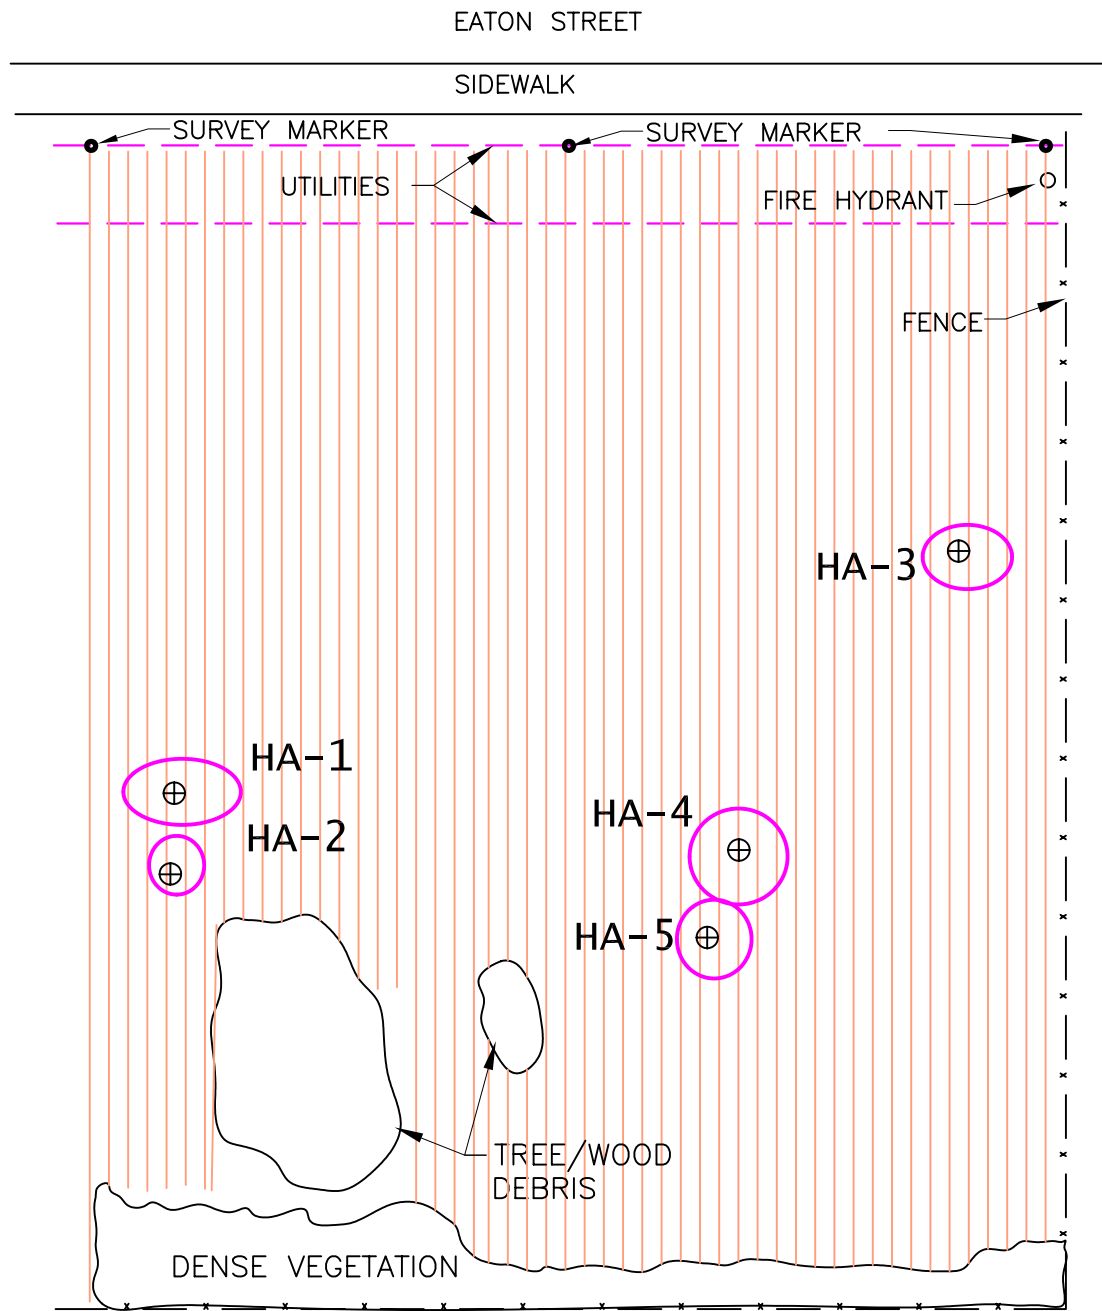 EATON STREET
SIDEWALK
SURVEY MARKER
SURVEY MARKER
UTILITIES
FIRE HYDRANT
FENCE
HA-3
HA-1
HA-4
HA-2
HA-5
TREE/WOOD
DEBRIS
DENSE VEGETATION